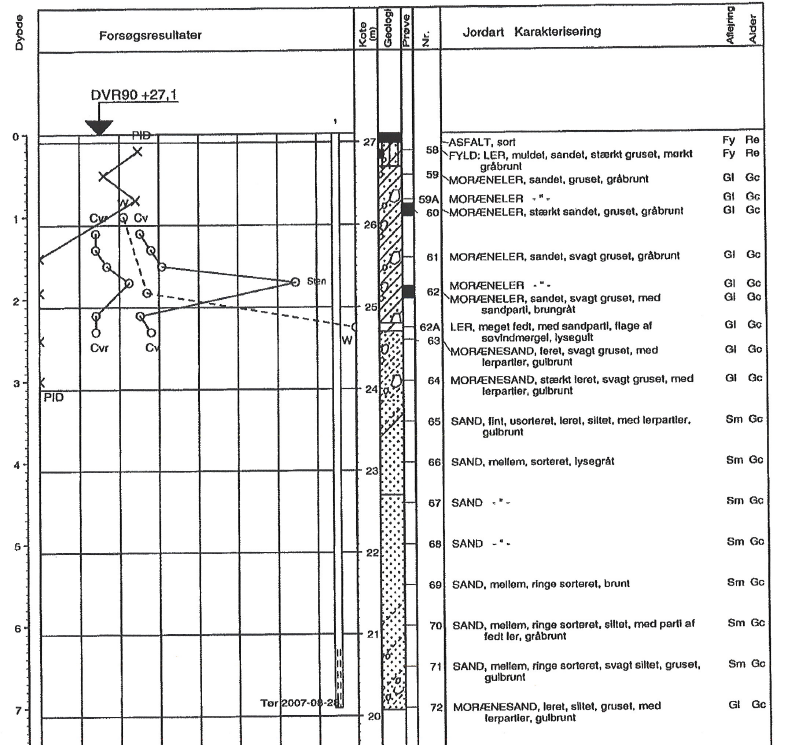 Dybde
Forsøgsresultater
Kote (m)
Geologi
Prøve
Nr.
Jordart Karakterisering
Aflejring
Alder
DVR90 +27,1
PID
0
27
58
ASFALT, sort Fy Re
FYLD: LER, muldet, sandet, stærkt gruset, mørkt Fy Re
gråbrunt
59 MORÆNELER, sandet, gruset, gråbrunt Gl Gc
59A MORÆNELER -"- Gl Gc
60 MORÆNELER, stærkt sandet, gruset, gråbrunt Gl Gc
W
Cvr Cv
1
26
61 MORÆNELER, sandet, svagt gruset, gråbrunt Gl Gc
Sten
MORÆNELER -"- Gl Gc
62 MORÆNELER, sandet, svagt gruset, med Gl Gc
sandparti, brungråt
2
25
62A LER, meget fedt, med sandparti, flage af Gl Gc
søvindmergel, lysegult
W
Cvr Cv
63 MORÆNESAND, leret, svagt gruset, med Gl Gc
lerpartier, gulbrunt
64 MORÆNESAND, stærkt leret, svagt gruset, med Gl Gc
lerpartier, gulbrunt
3
24
PID
65 SAND, fint, usorteret, leret, siltet, med lerpartier, Sm Gc
gulbrunt
4
23
66 SAND, mellem, sorteret, lysegråt Sm Gc
67 SAND -"- Sm Gc
5
22
68 SAND -"- Sm Gc
69 SAND, mellem, ringe sorteret, brunt Sm Gc
6
21
70 SAND, mellem, ringe sorteret, siltet, med parti af Sm Gc
fedt ler, gråbrunt
71 SAND, mellem, ringe sorteret, svagt siltet, gruset, Sm Gc
gulbrunt
Tør 2007-08-28
7
20
72 MORÆNESAND, leret, siltet, gruset, med Gl Gc
lerpartier, gulbrunt